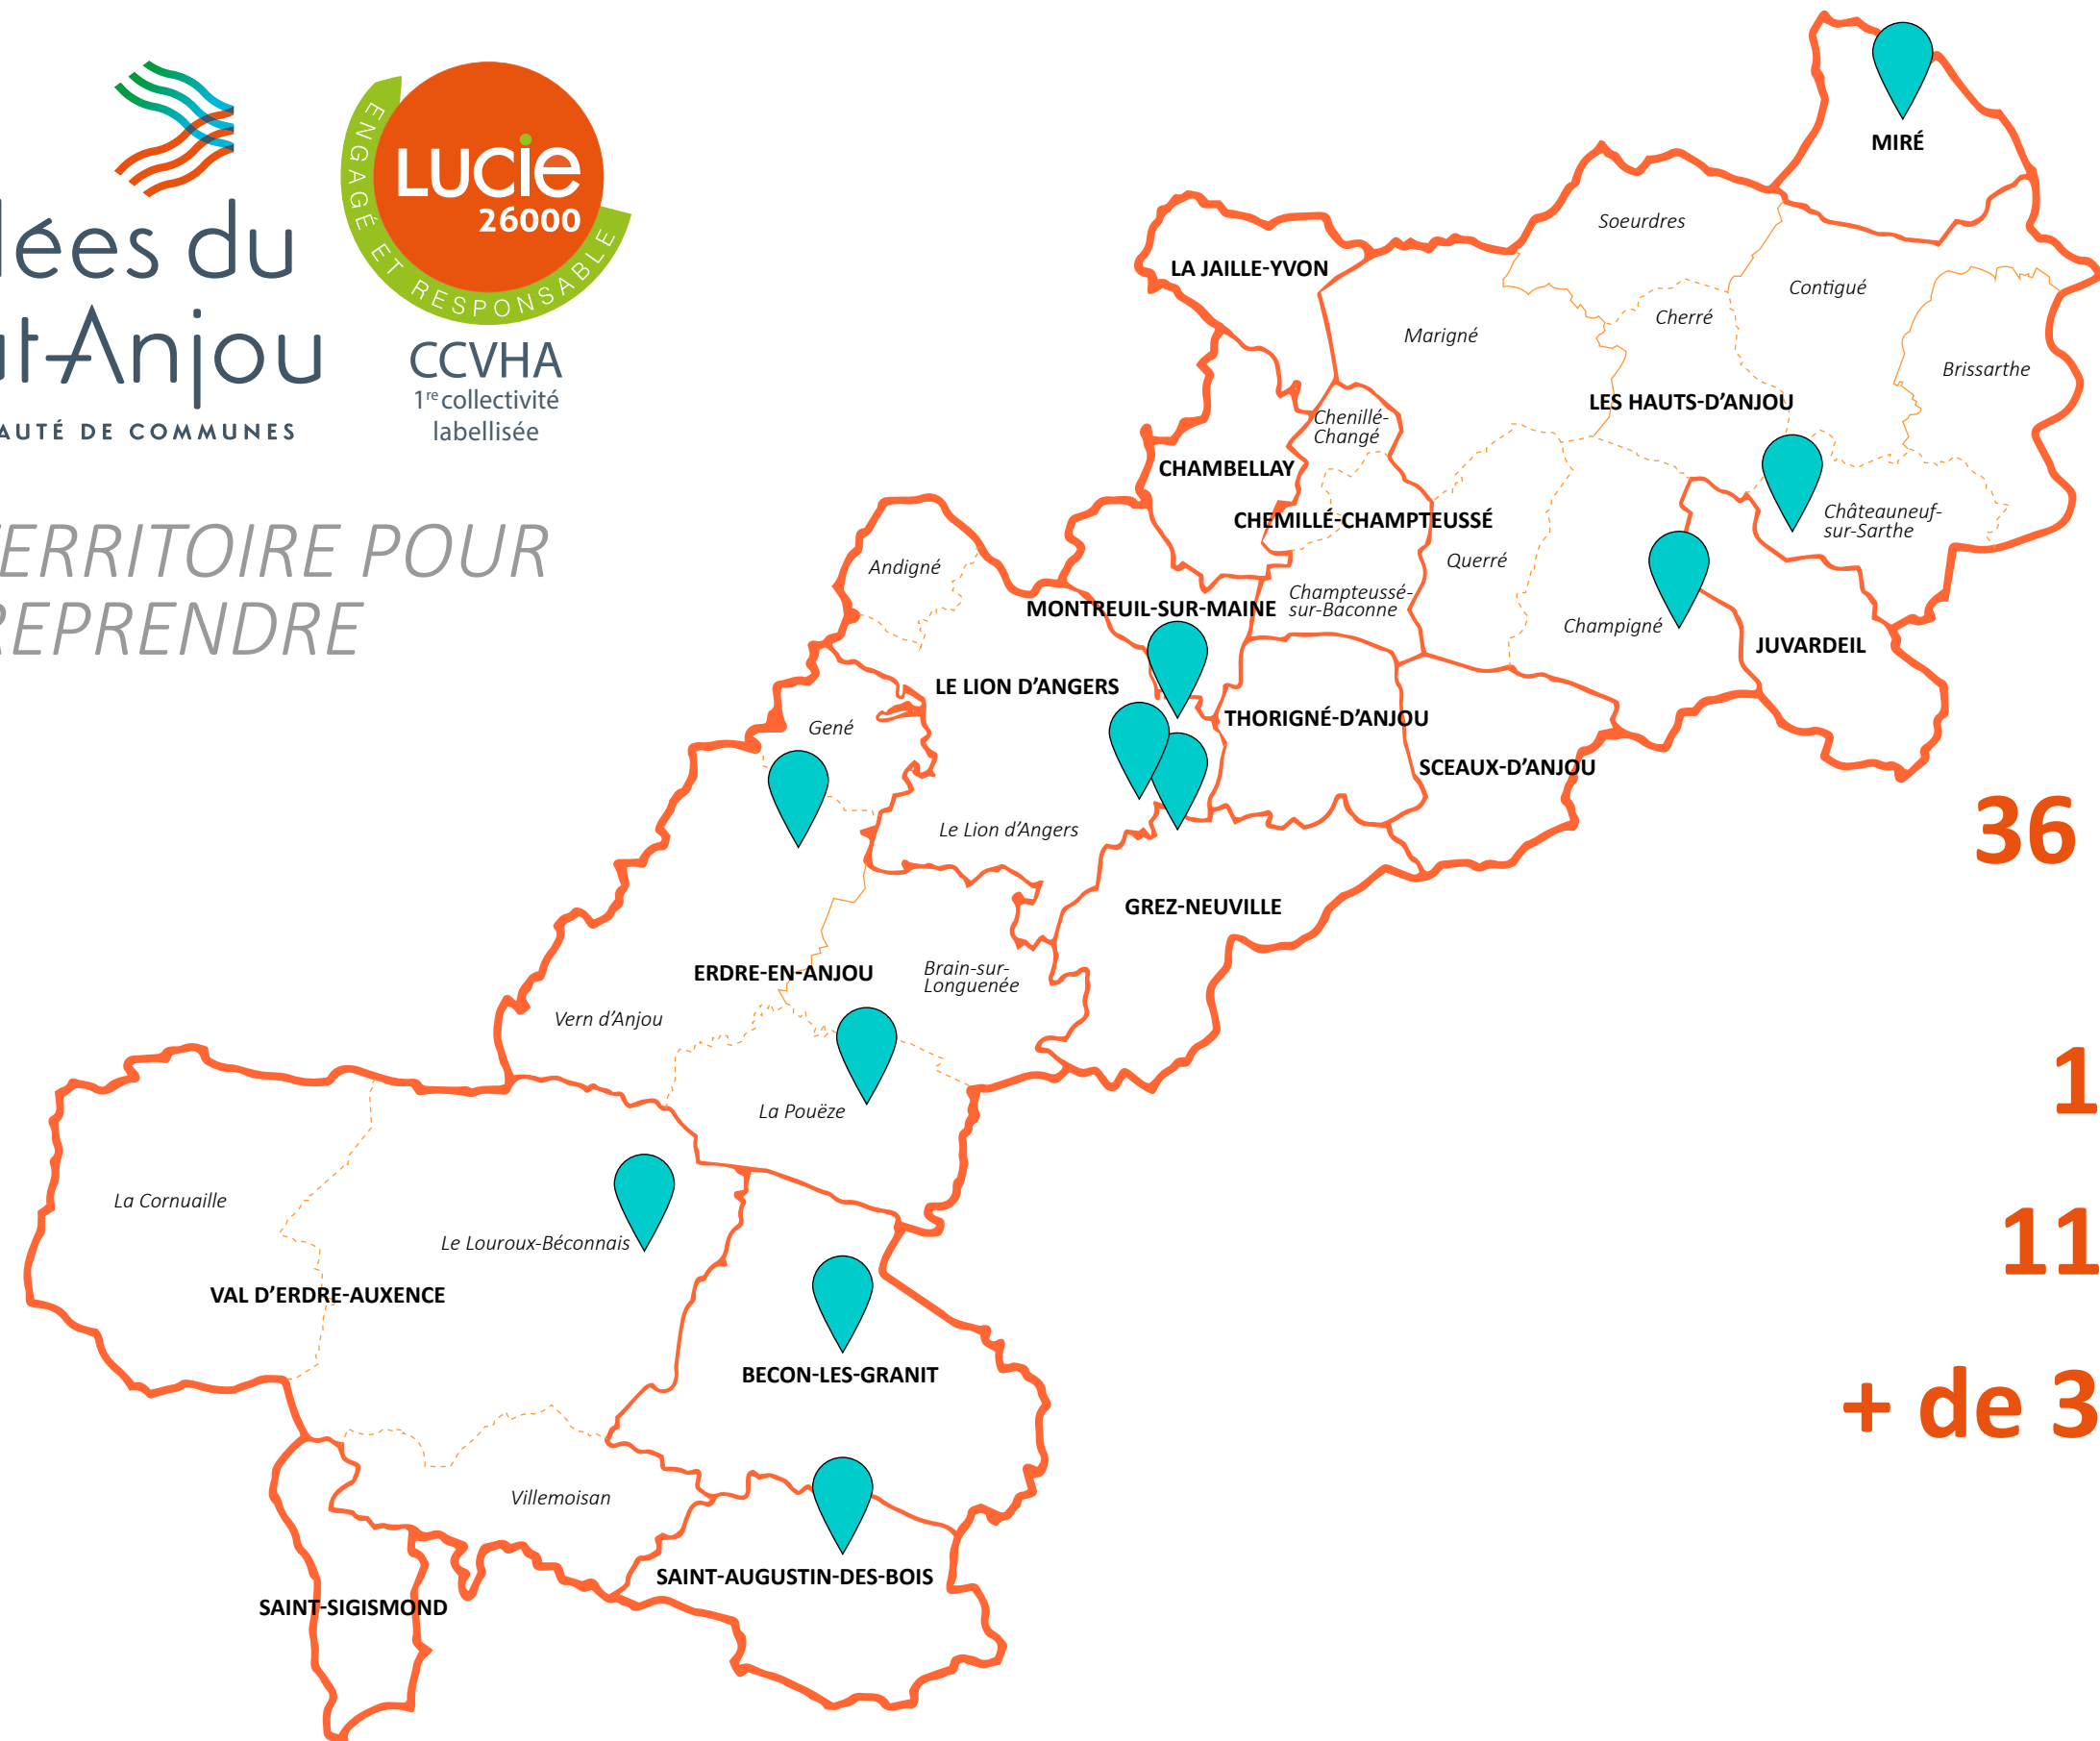 lées du
ut-Anjou
AUTÉ DE COMMUNES
ENGAGÉ ET RESPONSABLE
LUCIE
26000
CCVHA
1re collectivité
labellisée
ERRITOIRE POUR
REPRENDRE
MIRÉ
Soeurdres
LA JAILLE-YVON
Contigué
Cherré
Marigné
Brissarthe
LES HAUTS-D'ANJOU
Chenillé-
Changé
CHAMBELLAY
CHEMILLÉ-CHAMPTEUSSÉ
Châteauneuf-
sur-Sarthe
Querré
Andigné
Champteussé-
sur-Baconne
MONTREUIL-SUR-MAINE
Champigné
JUVARDEIL
LE LION D'ANGERS
THORIGNÉ-D'ANJOU
Gené
SCEAUX-D'ANJOU
Le Lion d'Angers
36
GREZ-NEUVILLE
ERDRE-EN-ANJOU
Brain-sur-
Longuenée
Vern d'Anjou
1
La Pouëze
La Cornuaille
Le Louroux-Béconnais
11
VAL D'ERDRE-AUXENCE
BECON-LES-GRANIT
+ de 3
Villemoisan
SAINT-AUGUSTIN-DES-BOIS
SAINT-SIGISMOND